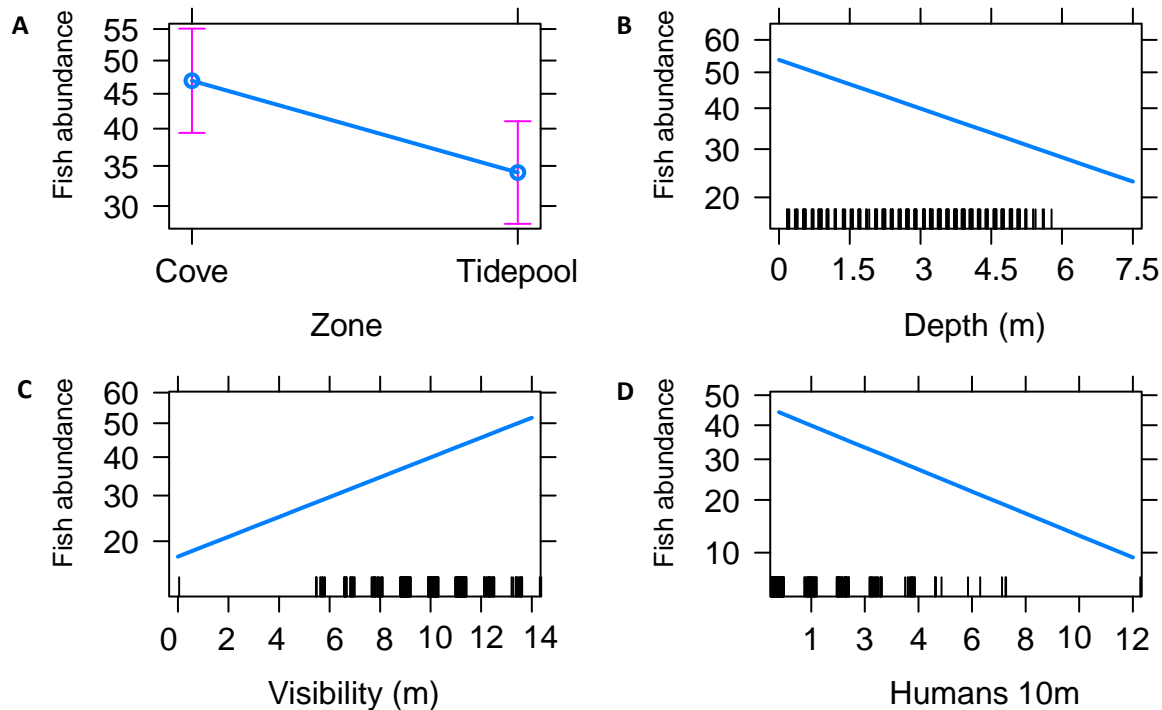 A
Fish abundance
55
50
45
40
35
30
Cove Tidepool
Zone
B
Fish abundance
60
50
40
30
20
0 1.5 3 4.5 6 7.5
Depth (m)
C
Fish abundance
60
50
40
30
20
0 2 4 6 8 10 12 14
Visibility (m)
D
Fish abundance
50
40
30
20
10
1 3 4 6 8 10 12
Humans 10m